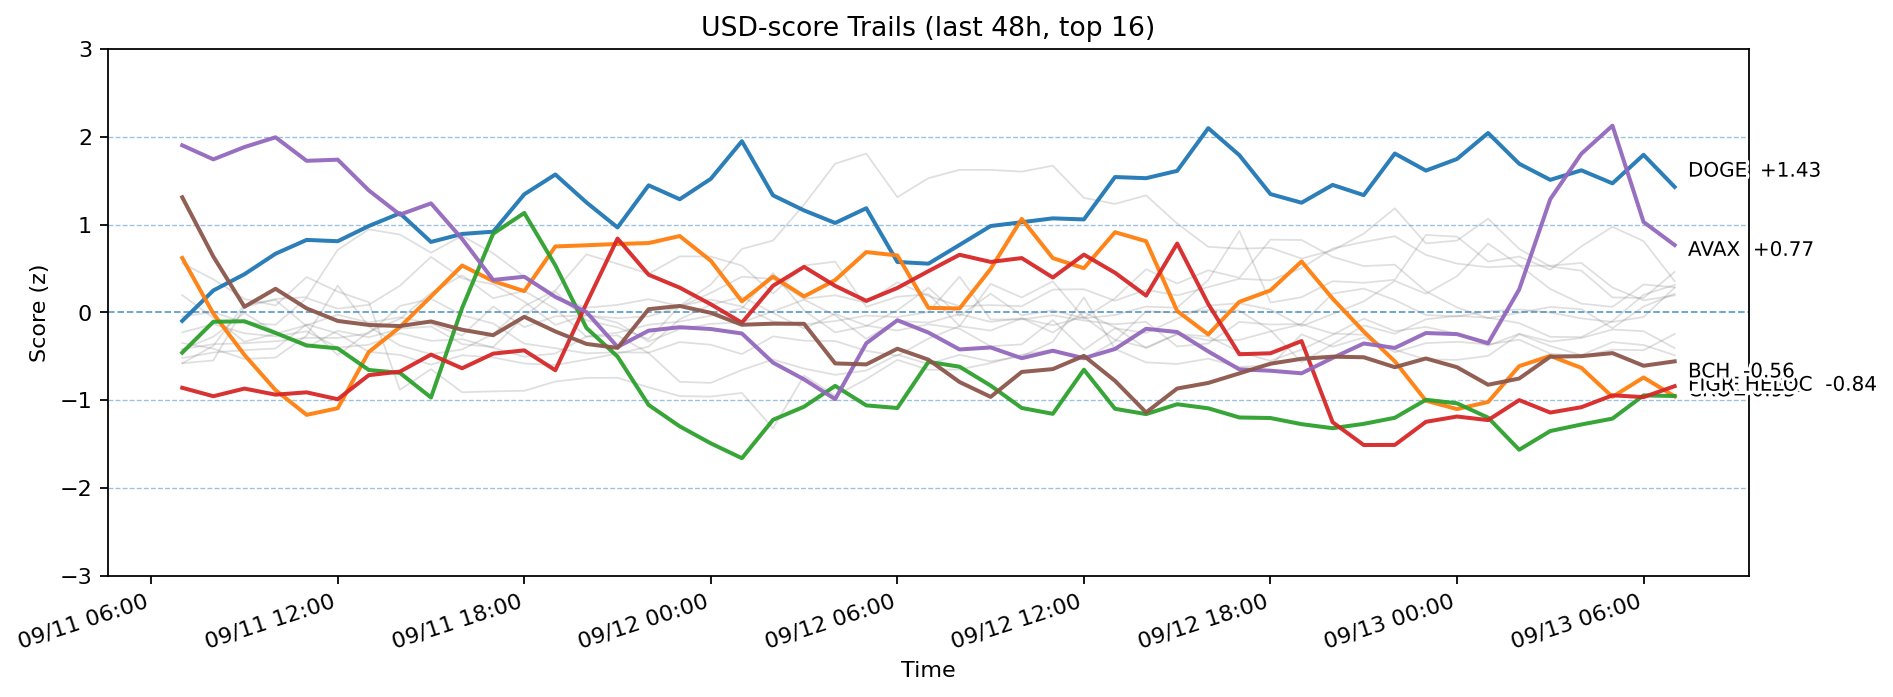 USD-score Trails (last 48h, top 16)
3
2
1
0
−1
−2
−3
Score (z)
DOGE +1.43
AVAX +0.77
BCH -0.56
HELOC -0.84
09/11 06:00
09/11 12:00
09/11 18:00
09/12 00:00
09/12 06:00
09/12 12:00
09/12 18:00
09/13 00:00
09/13 06:00
Time